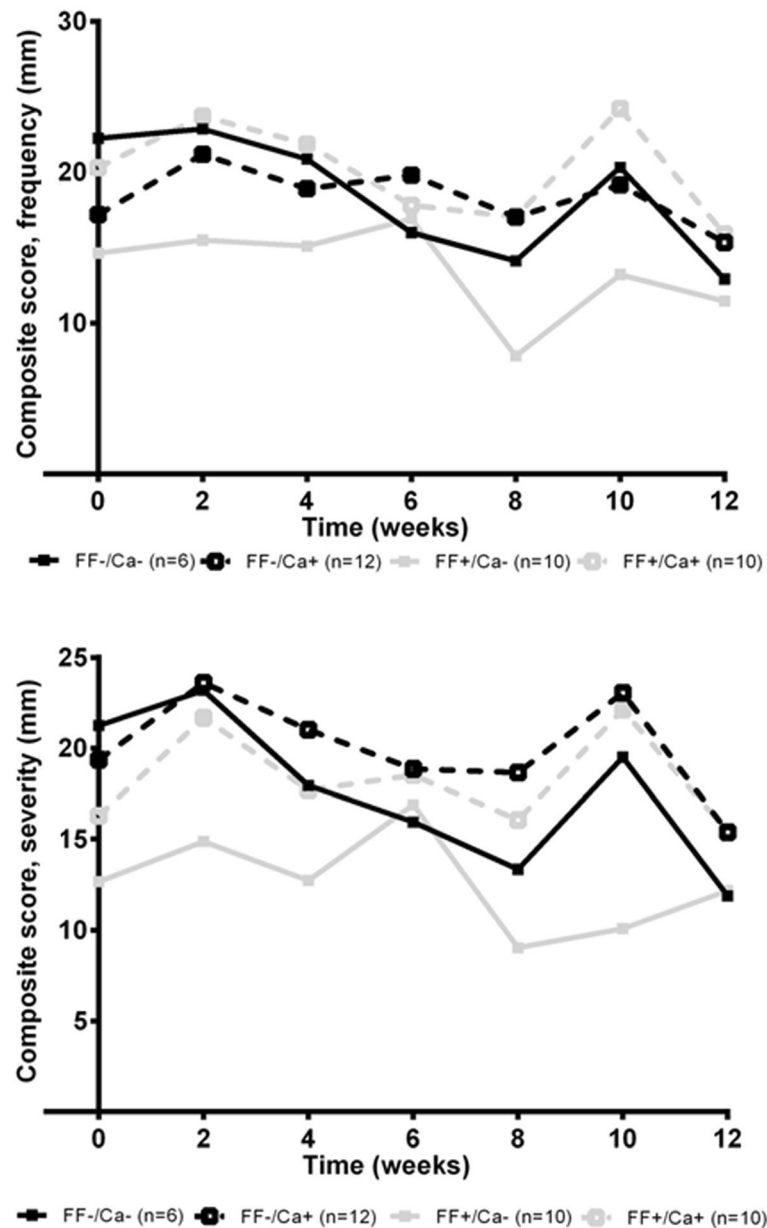 Composite score, frequency (mm)
30
20
10
0 2 4 6 8 10 12
Time (weeks)
FF-/Ca- (n=6) FF-/Ca+ (n=12) FF+/Ca- (n=10) FF+/Ca+ (n=10)
Composite score, severity (mm)
25
20
15
10
5
0 2 4 6 8 10 12
Time (weeks)
FF-/Ca- (n=6) FF-/Ca+ (n=12) FF+/Ca- (n=10) FF+/Ca+ (n=10)